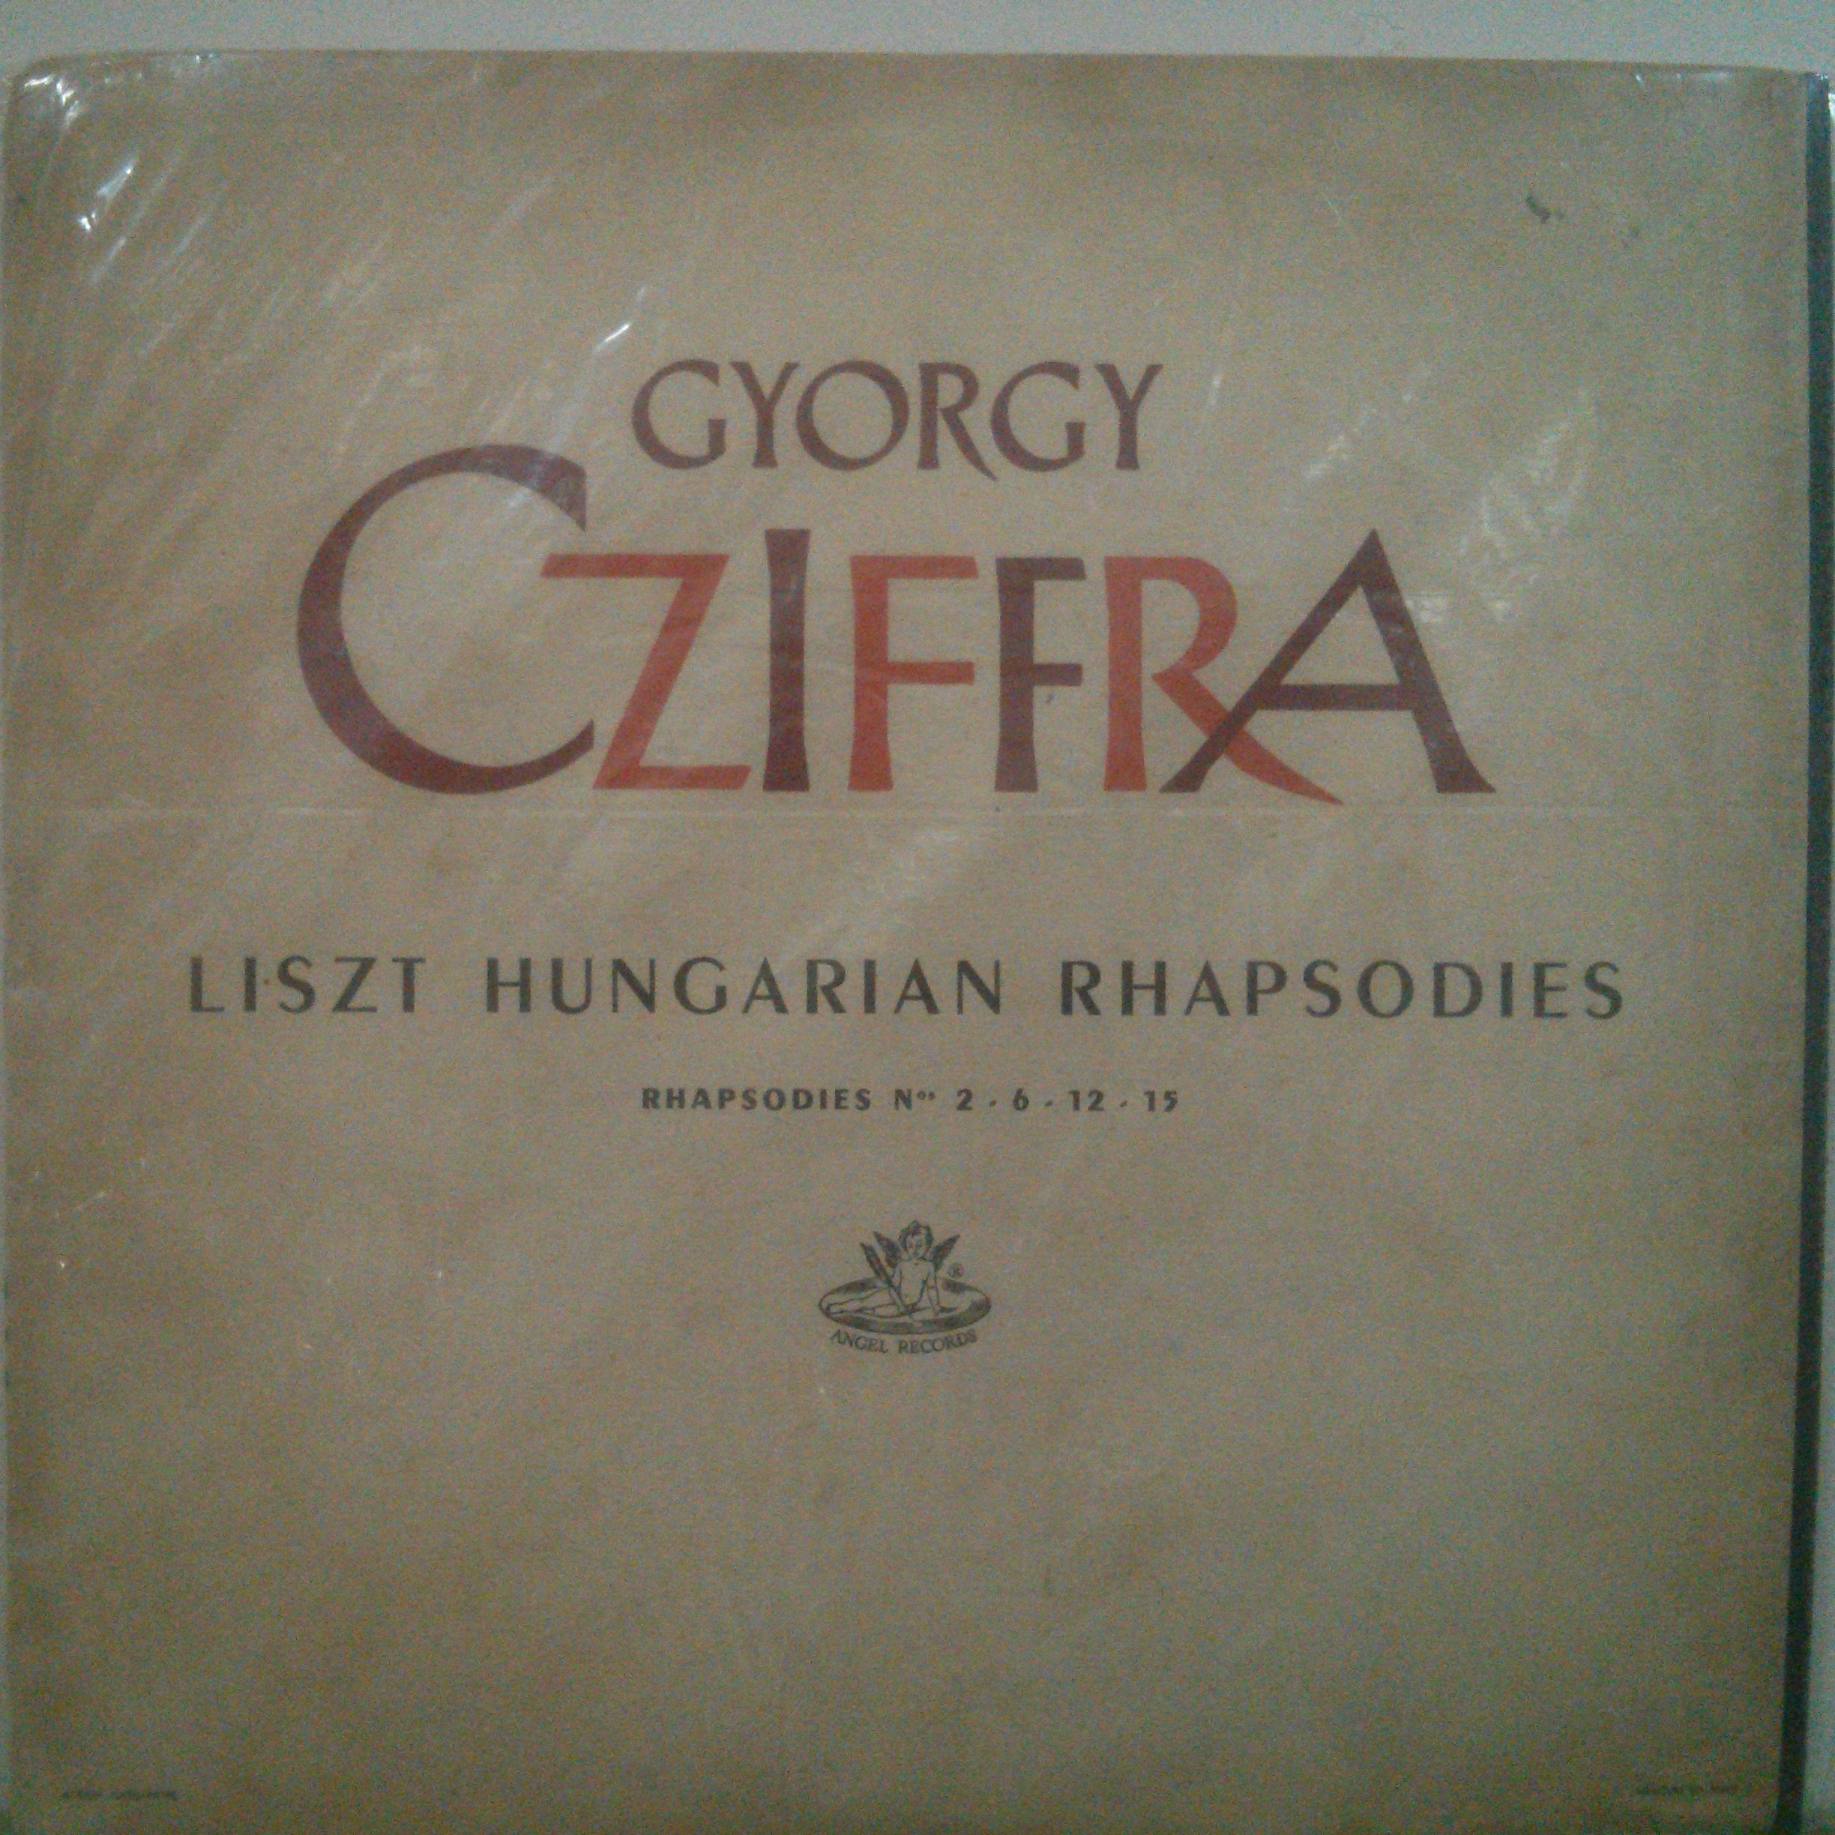 GYORGY
CZIFFRA
LISZT HUNGARIAN RHAPSODIES
RHAPSODIES Nos 2 - 6 - 12 - 15
®
ANGEL RECORDS